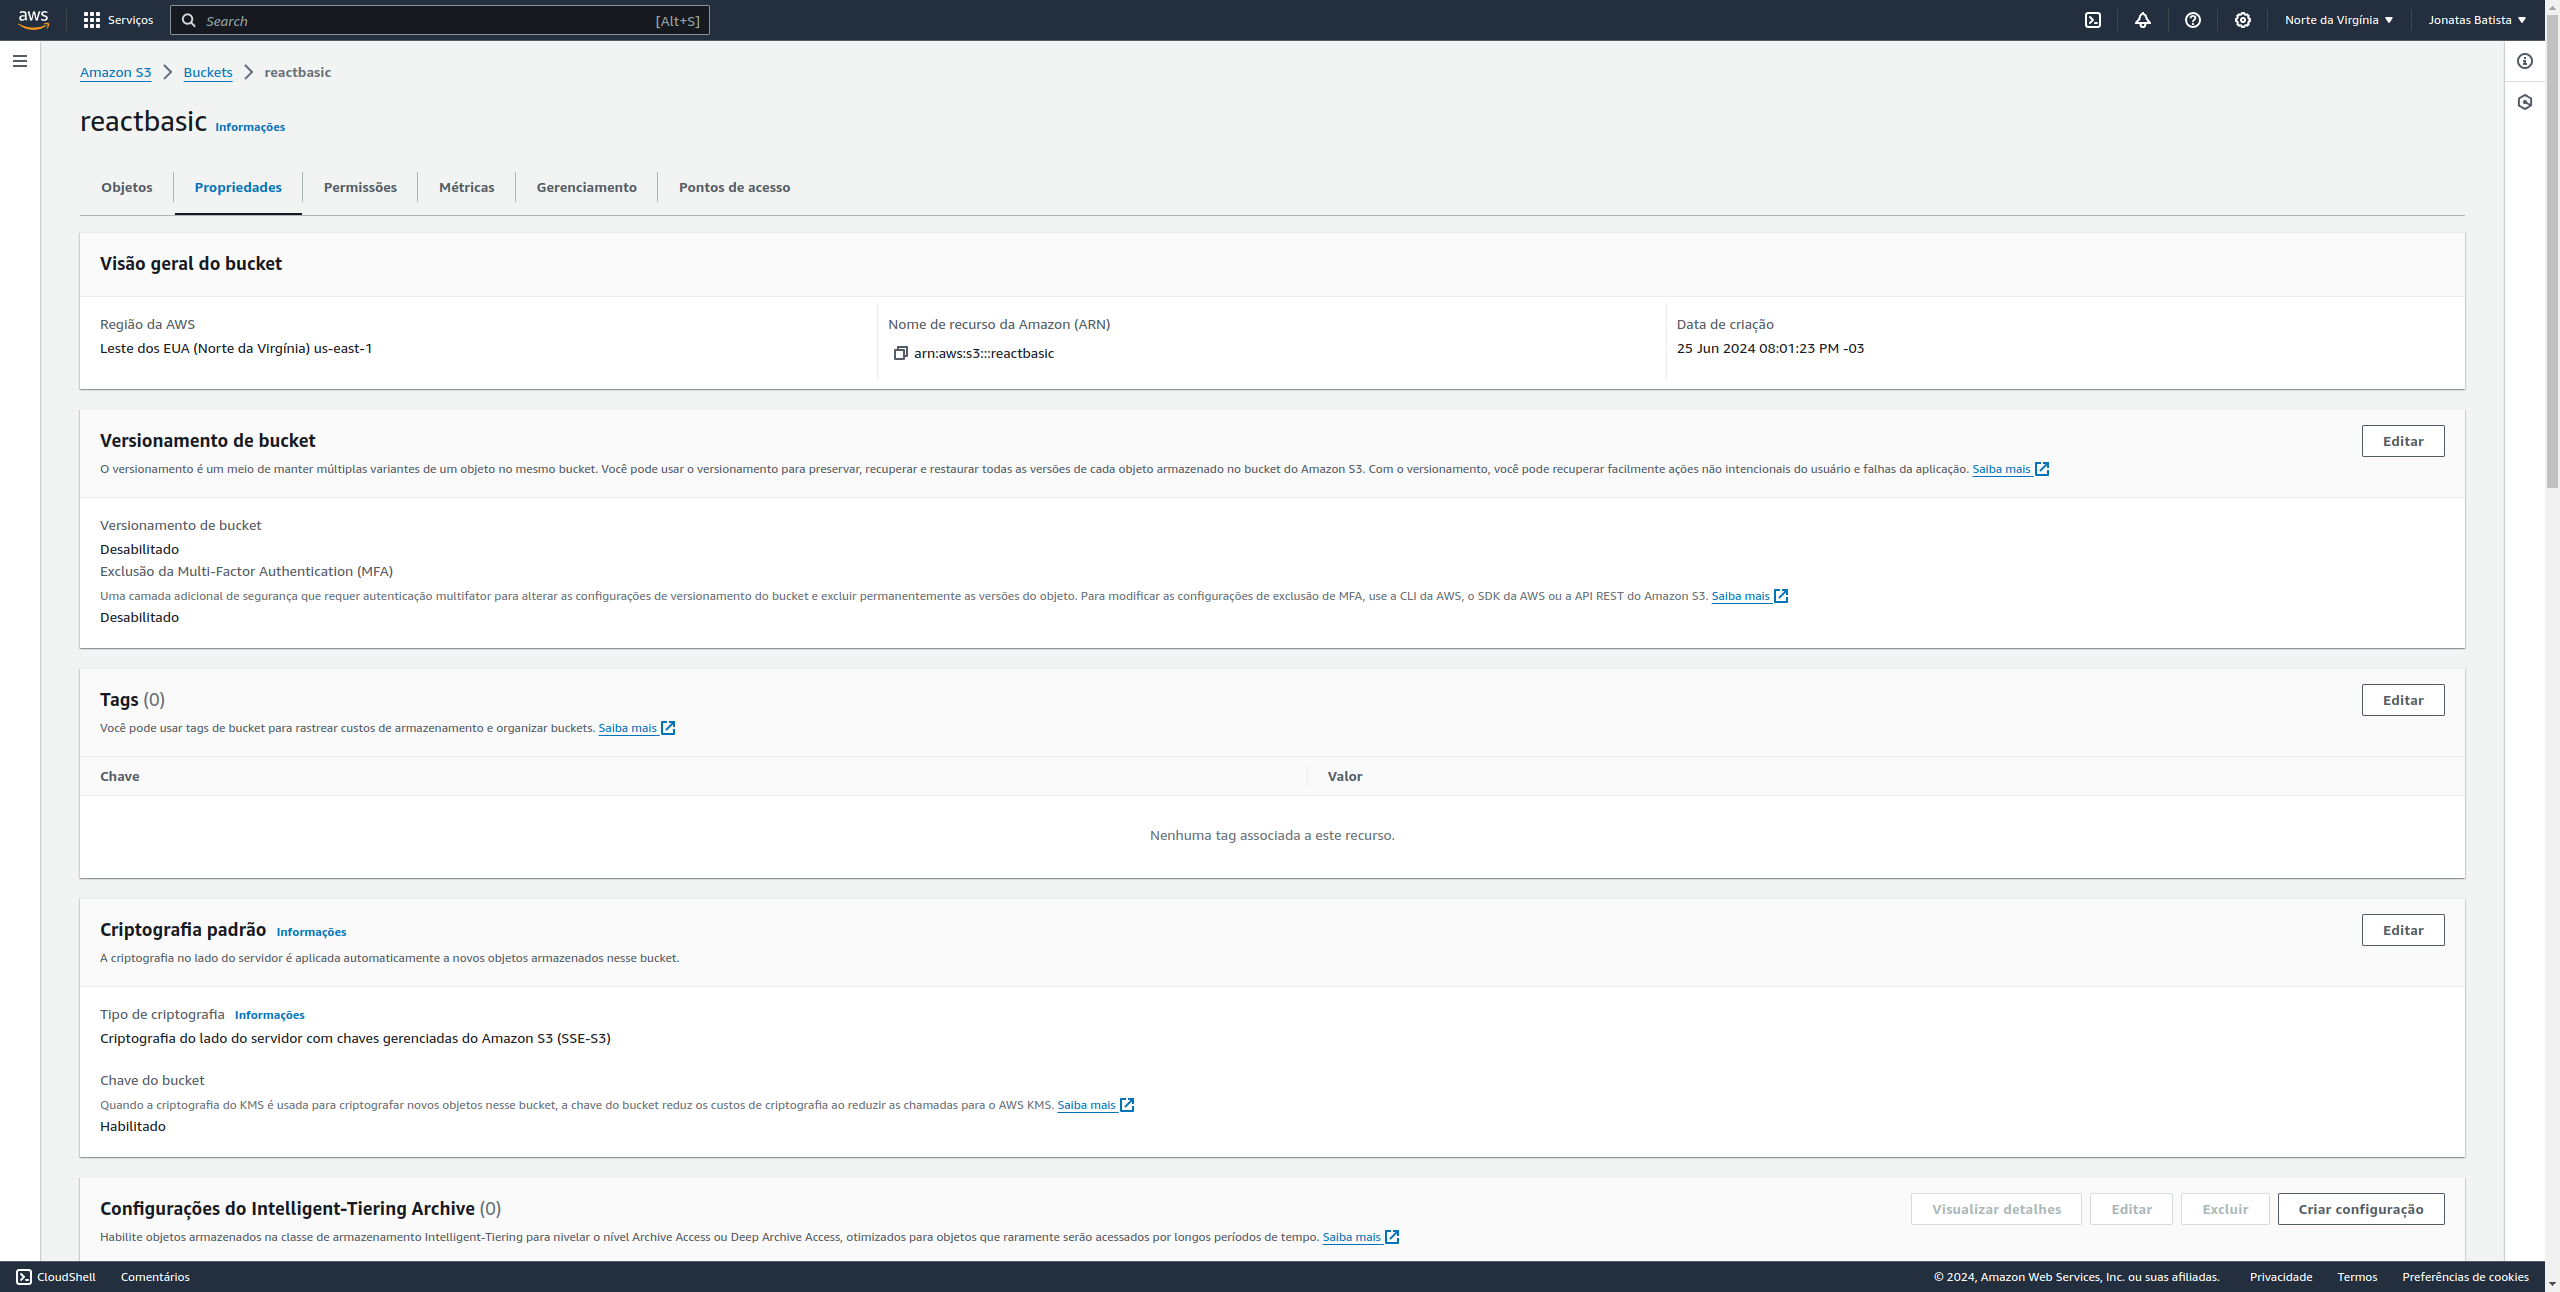 aws Serviços Search [Alt+S] Norte da Virgínia Jonatas Batista
Amazon S3 Buckets reactbasic
reactbasic Informações
Objetos Propriedades Permissões Métricas Gerenciamento Pontos de acesso
Visão geral do bucket
Região da AWS
Leste dos EUA (Norte da Virgínia) us-east-1
Nome de recurso da Amazon (ARN)
arn:aws:s3:::reactbasic
Data de criação
25 Jun 2024 08:01:23 PM -03
Versionamento de bucket
Editar
O versionamento é um meio de manter múltiplas variantes de um objeto no mesmo bucket. Você pode usar o versionamento para preservar, recuperar e restaurar todas as versões de cada objeto armazenado no bucket do Amazon S3. Com o versionamento, você pode recuperar facilmente ações não intencionais do usuário e falhas da aplicação. Saiba mais
Versionamento de bucket
Desabilitado
Exclusão da Multi-Factor Authentication (MFA)
Uma camada adicional de segurança que requer autenticação multifator para alterar as configurações de versionamento do bucket e excluir permanentemente as versões do objeto. Para modificar as configurações de exclusão de MFA, use a CLI da AWS, o SDK da AWS ou a API REST do Amazon S3. Saiba mais
Desabilitado
Tags (0)
Editar
Você pode usar tags de bucket para rastrear custos de armazenamento e organizar buckets. Saiba mais
Chave Valor
Nenhuma tag associada a este recurso.
Criptografia padrão Informações
Editar
A criptografia no lado do servidor é aplicada automaticamente a novos objetos armazenados nesse bucket.
Tipo de criptografia Informações
Criptografia do lado do servidor com chaves gerenciadas do Amazon S3 (SSE-S3)
Chave do bucket
Quando a criptografia do KMS é usada para criptografar novos objetos nesse bucket, a chave do bucket reduz os custos de criptografia ao reduzir as chamadas para o AWS KMS. Saiba mais
Habilitado
Configurações do Intelligent-Tiering Archive (0)
Visualizar detalhes Editar Excluir Criar configuração
Habilite objetos armazenados na classe de armazenamento Intelligent-Tiering para nivelar o nível Archive Access ou Deep Archive Access, otimizados para objetos que raramente serão acessados por longos períodos de tempo. Saiba mais
CloudShell Comentários © 2024, Amazon Web Services, Inc. ou suas afiliadas. Privacidade Termos Preferências de cookies